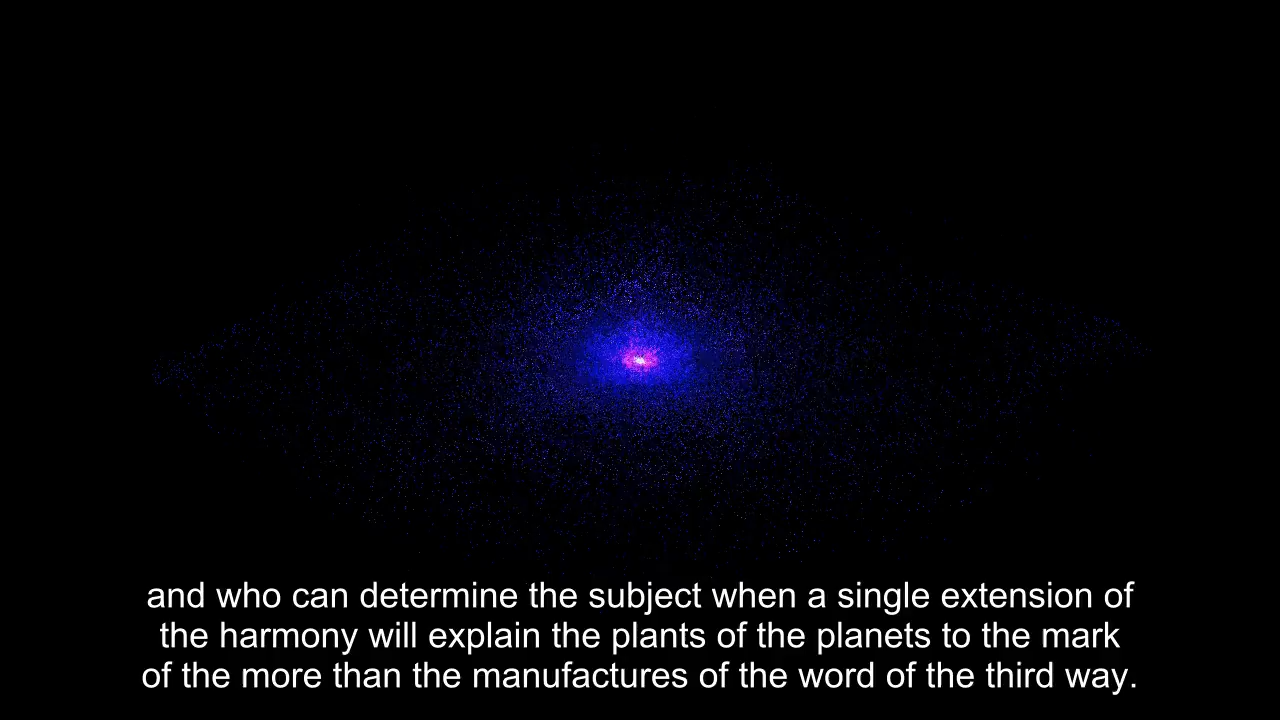 and who can determine the subject when a single extension of
the harmony will explain the plants of the planets to the mark
of the more than the manufactures of the word of the third way.